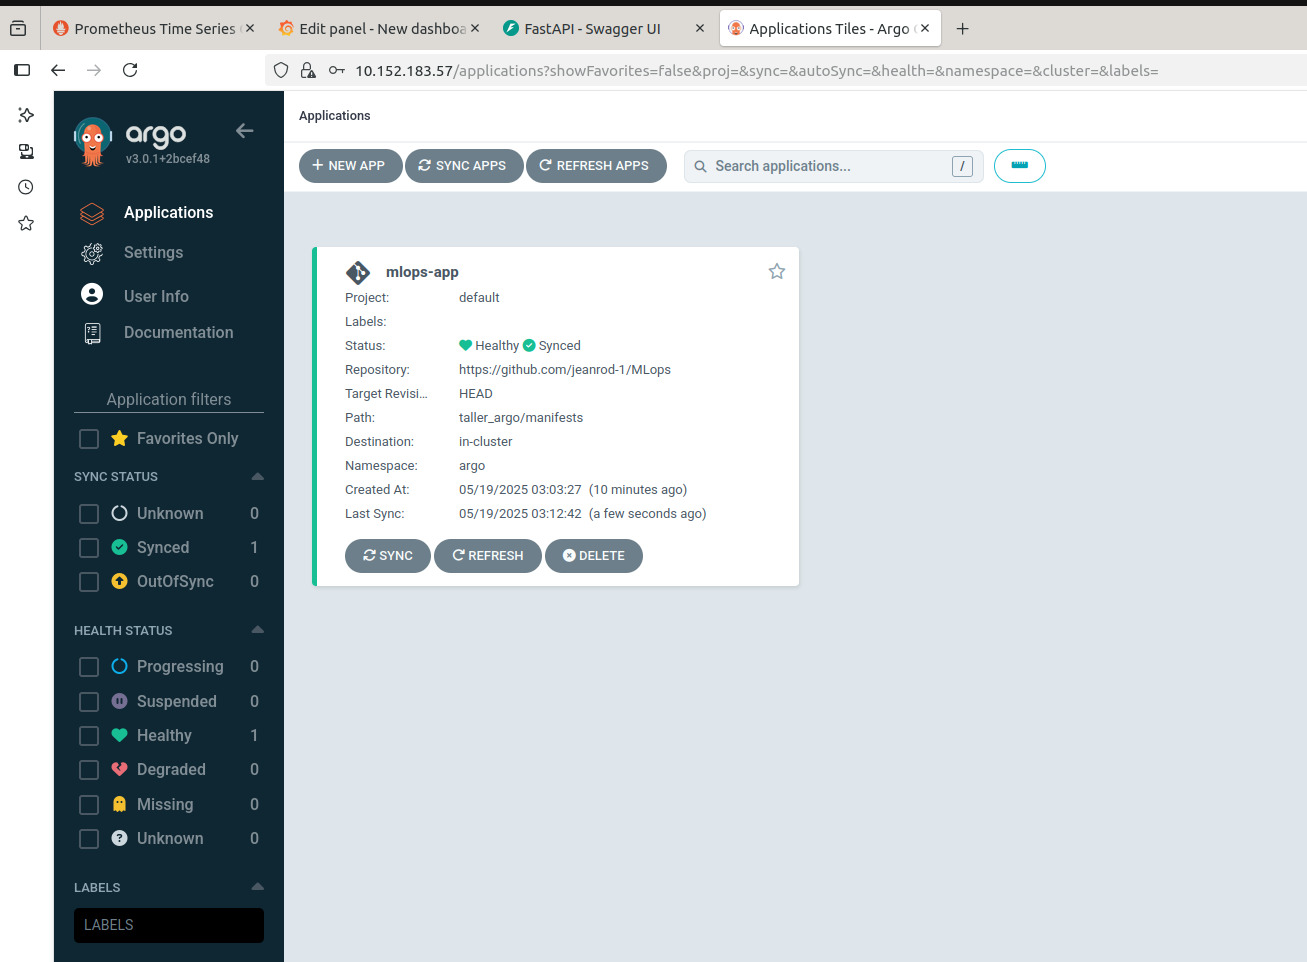 Prometheus Time Series
Edit panel - New dashboa
FastAPI - Swagger UI
Applications Tiles - Argo
10.152.183.57/applications?showFavorites=false&proj=&sync=&autoSync=&health=&namespace=&cluster=&labels=
argo
v3.0.1+2bcef48
Applications
Settings
User Info
Documentation
Application filters
Favorites Only
SYNC STATUS
Unknown 0
Synced 1
OutOfSync 0
HEALTH STATUS
Progressing 0
Suspended 0
Healthy 1
Degraded 0
Missing 0
Unknown 0
LABELS
LABELS
Applications
NEW APP SYNC APPS REFRESH APPS Search applications... /
mlops-app
Project: default
Labels:
Status: Healthy Synced
Repository: https://github.com/jeanrod-1/MLops
Target Revisi... HEAD
Path: taller_argo/manifests
Destination: in-cluster
Namespace: argo
Created At: 05/19/2025 03:03:27 (10 minutes ago)
Last Sync: 05/19/2025 03:12:42 (a few seconds ago)
SYNC REFRESH DELETE